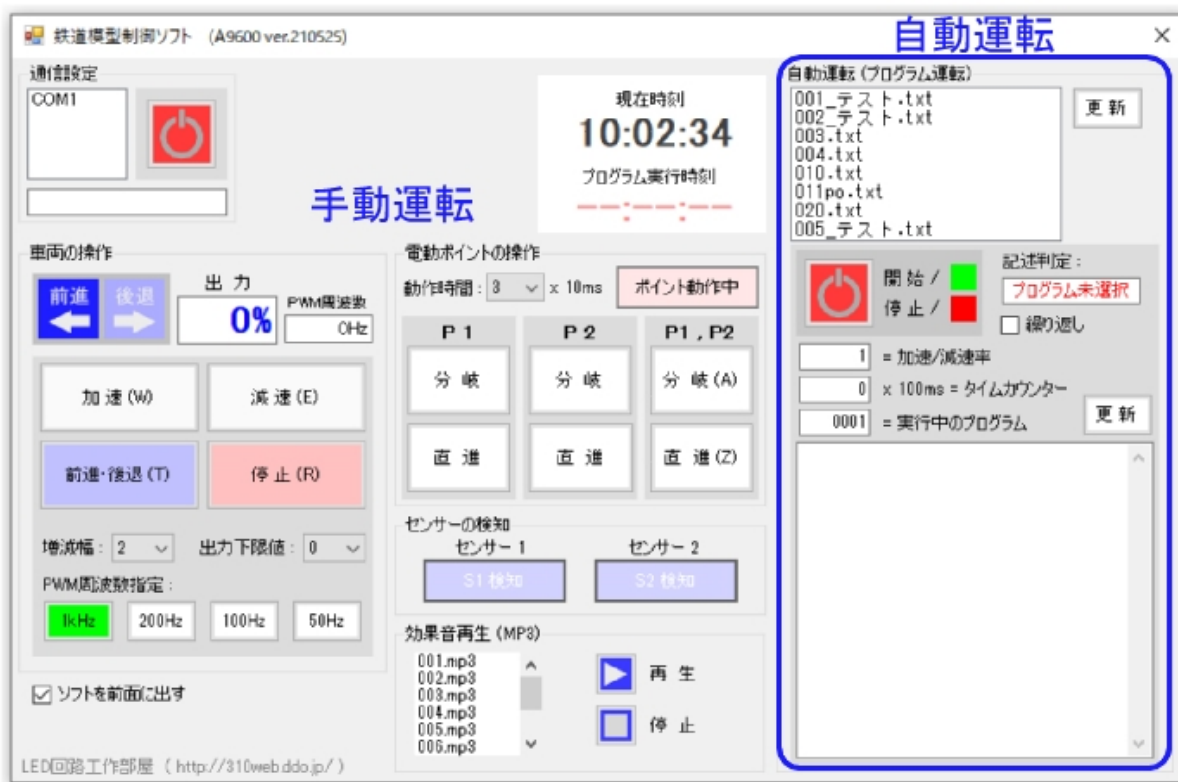 鉄道模型制御ソフト (A9600 ver.210525)
自動運転
通信設定
COM1
現在時刻
10:02:34
プログラム実行時刻
--:--:--
手動運転
車両の操作
前進
後退
出力
0%
PWM周波数
0Hz
加速(W)
減速(E)
前進・後退(T)
停止(R)
増減幅:
2
出力下限値:
0
PWM周波数指定:
1kHz
200Hz
100Hz
50Hz
ソフトを前面に出す
LED回路工作部屋 ( http://310web.ddo.jp/ )
電動ポイントの操作
動作時間:
3
x 10ms
ポイント動作中
P1
P2
P1,P2
分岐
分岐
分岐(A)
直進
直進
直進(Z)
センサーの検知
センサー1
センサー2
S1検知
S2検知
効果音再生(MP3)
001.mp3
002.mp3
003.mp3
004.mp3
005.mp3
006.mp3
再生
停止
自動運転(プログラム運転)
001_テスト.txt
002_テスト.txt
003.txt
004.txt
010.txt
011po.txt
020.txt
005_テスト.txt
更新
開始/
停止/
記述判定:
プログラム未選択
繰り返し
1 = 加速/減速率
0 x 100ms = タイムカウンター
0001 = 実行中のプログラム
更新